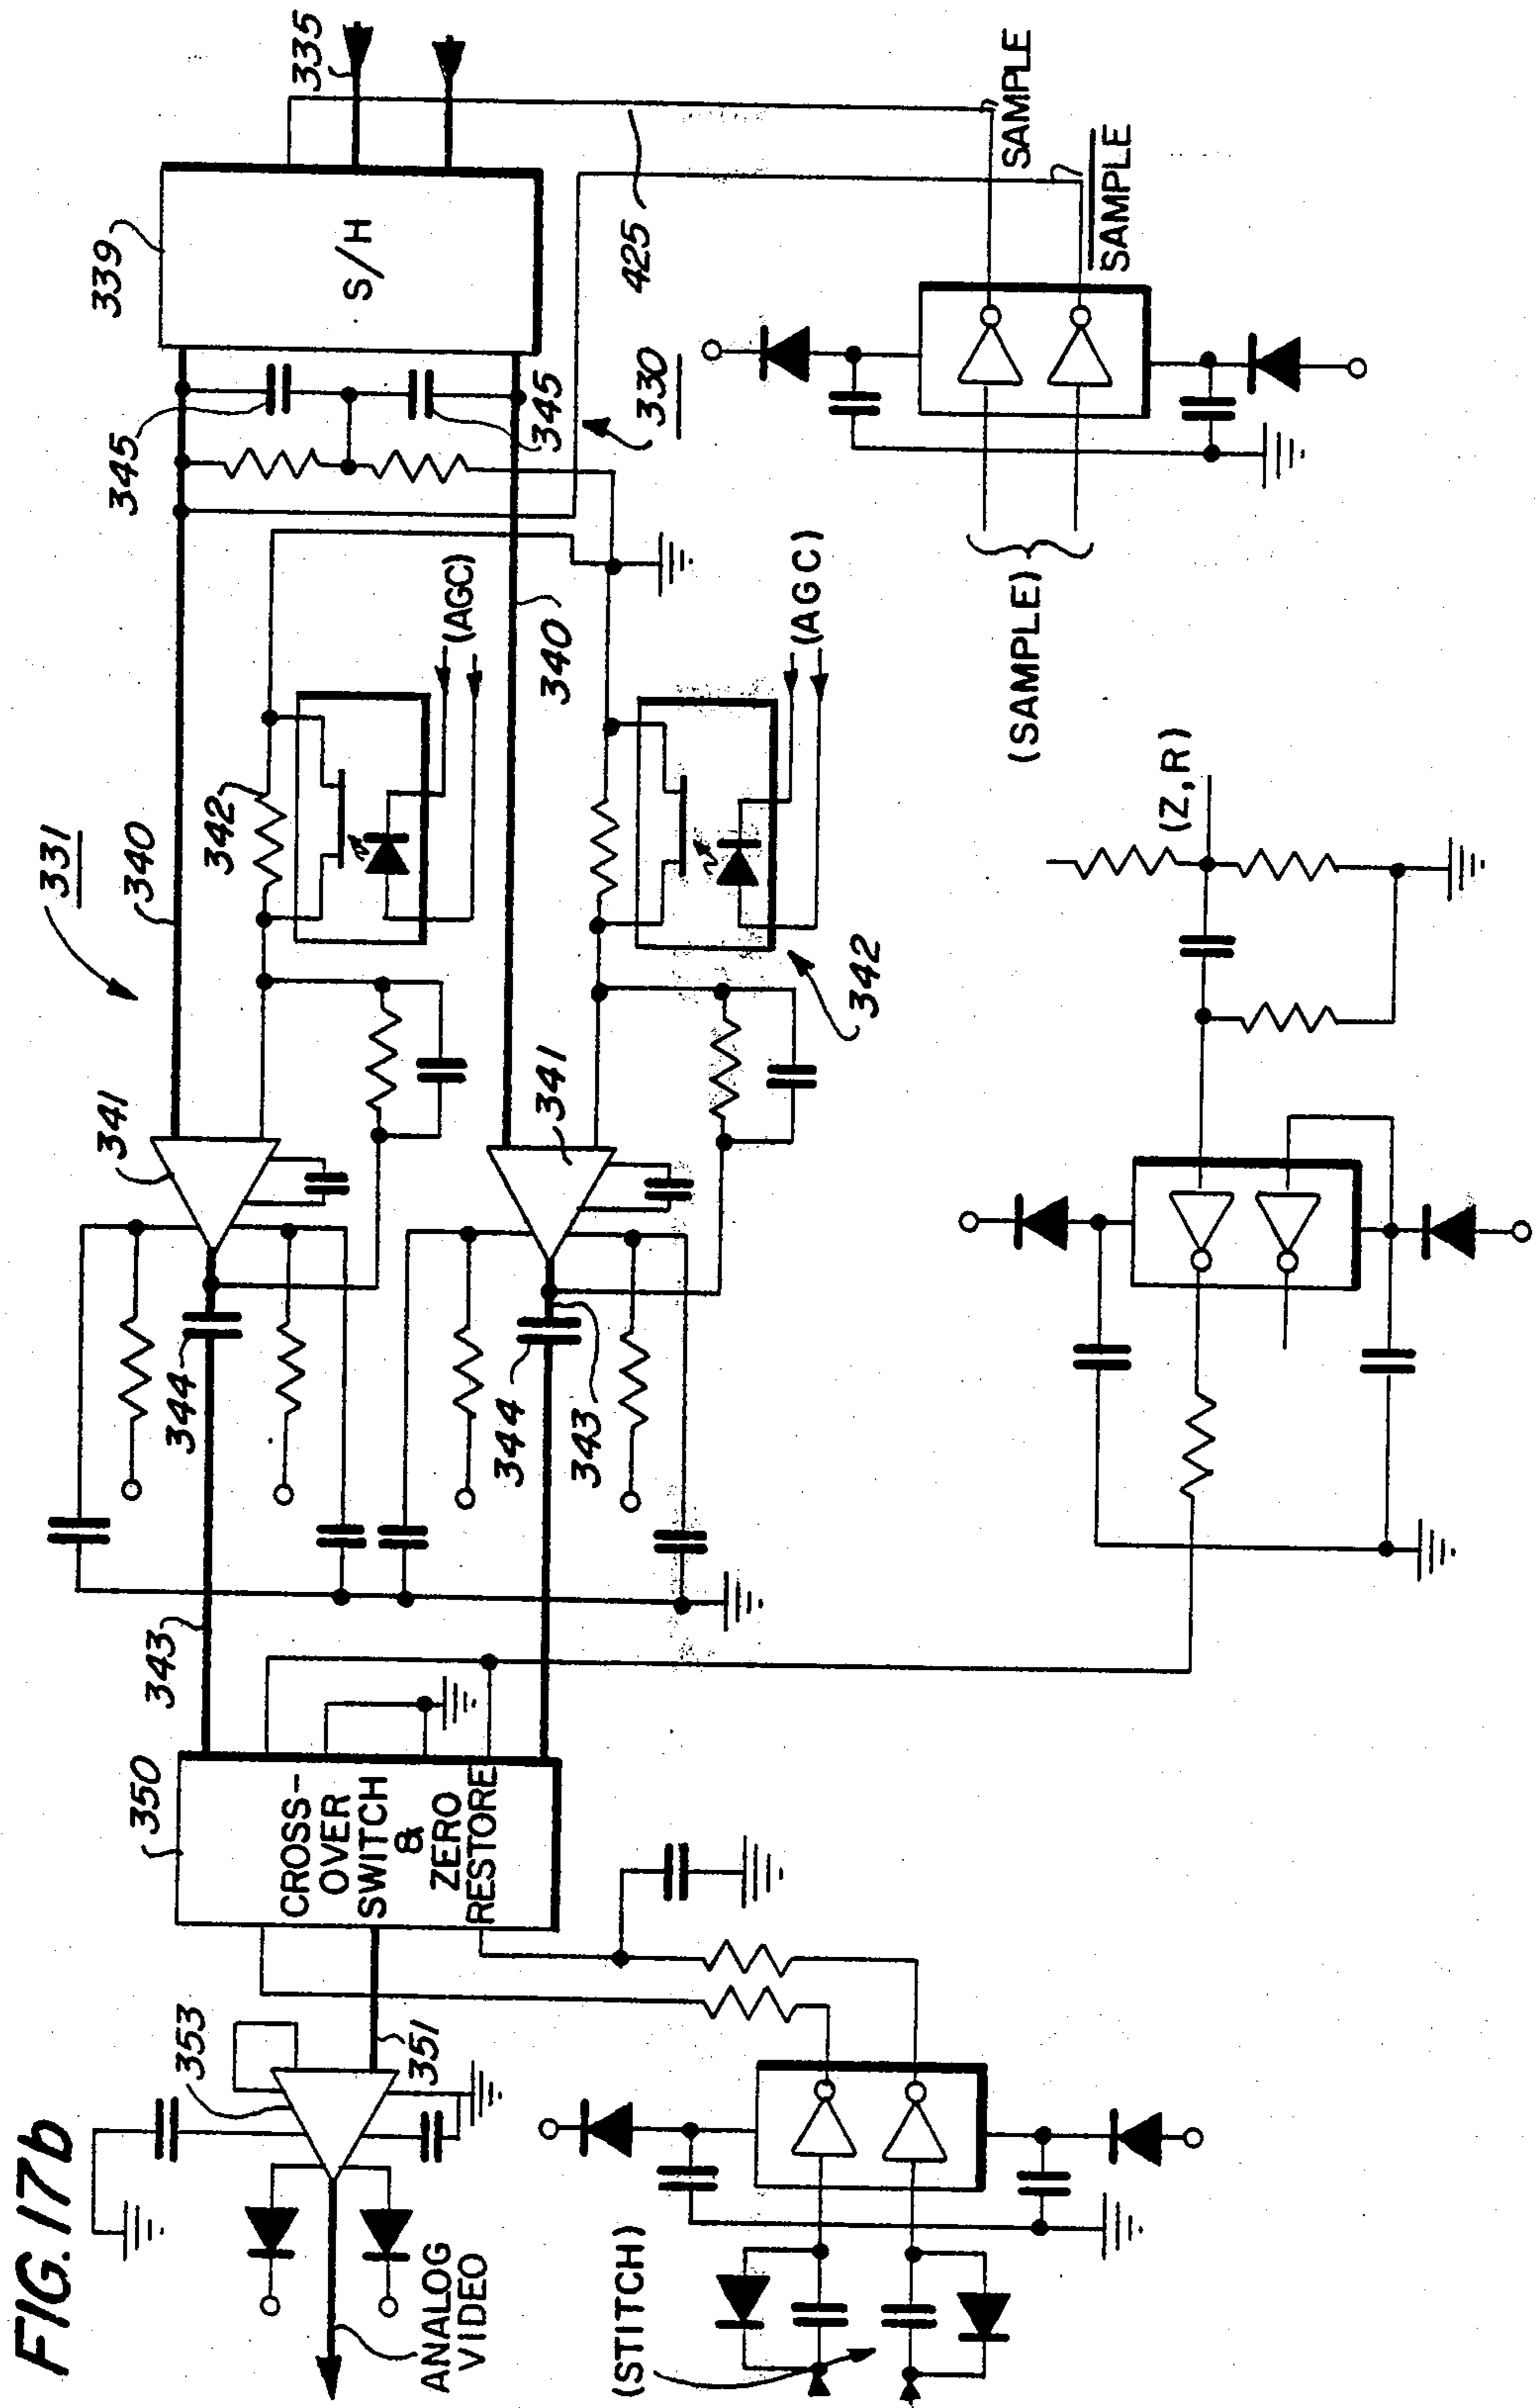 FIG. 17b
331
340
342
(AGC)
340
(AGC)
342
341
341
344
344
343
343
350
CROSS-
OVER
SWITCH
&
ZERO
RESTORE
353
351
ANALOG
VIDEO
(STITCH)
339
S/H
335
345
345
330
425
SAMPLE
SAMPLE
(SAMPLE)
(Z,R)